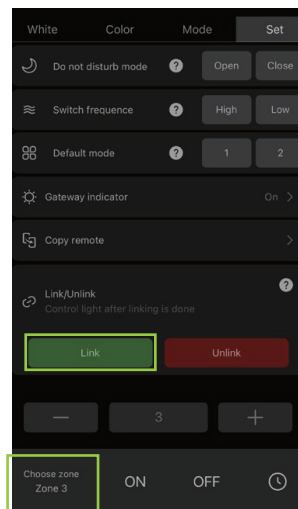 White Color Mode Set
Do not disturb mode ? Open Close
Switch frequence ? High Low
Default mode ? 1 2
Gateway indicator On >
Copy remote >
Link/Unlink ?
Control light after linking is done
Link Unlink
— 3 +
Choose zone
Zone 3 ON OFF